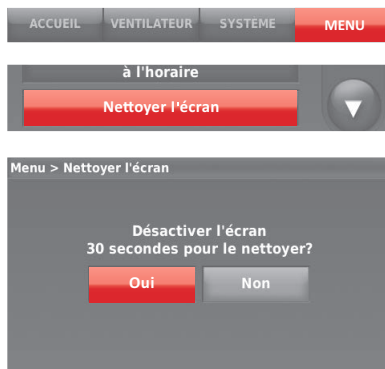 ACCUEIL VENTILATEUR SYSTÈME MENU
à l'horaire
Nettoyer l'écran
Menu > Nettoyer l'écran
Désactiver l'écran
30 secondes pour le nettoyer?
Oui Non